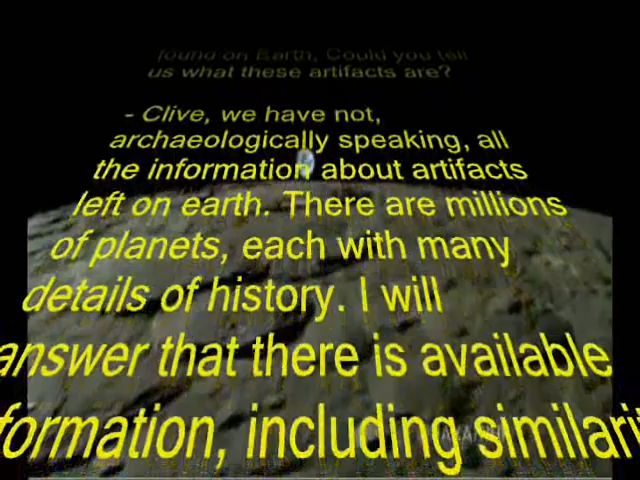 found on Earth, Could you tell
us what these artifacts are?
- Clive, we have not,
archaeologically speaking, all
the information about artifacts
left on earth. There are millions
of planets, each with many
details of history. I will
answer that there is available
formation, including similari